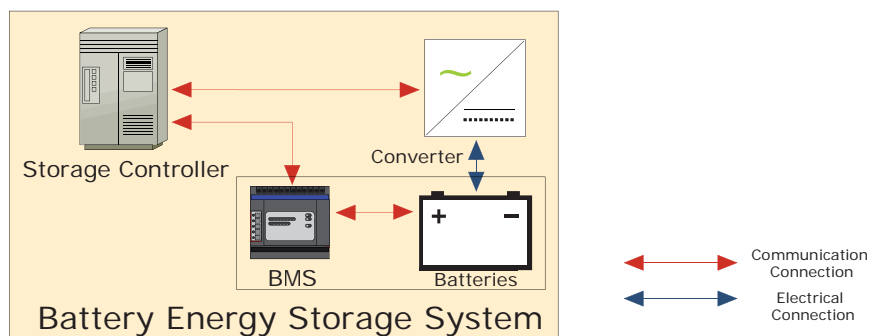 Storage Controller
Converter
+ −
BMS
Batteries
Battery Energy Storage System
Communication
Connection
Electrical
Connection